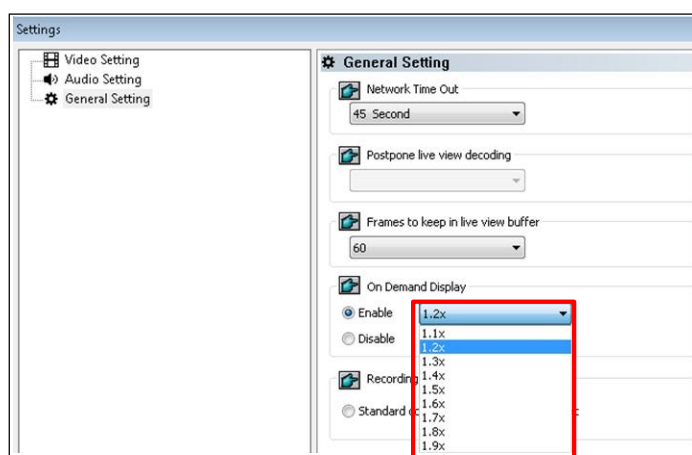 Settings
Video Setting
Audio Setting
General Setting
General Setting
Network Time Out
45 Second
Postpone live view decoding
Frames to keep in live view buffer
60
On Demand Display
Enable 1.2x
Disable
1.1x
1.2x
1.3x
1.4x
1.5x
1.6x
1.7x
1.8x
1.9x
Recording
Standard